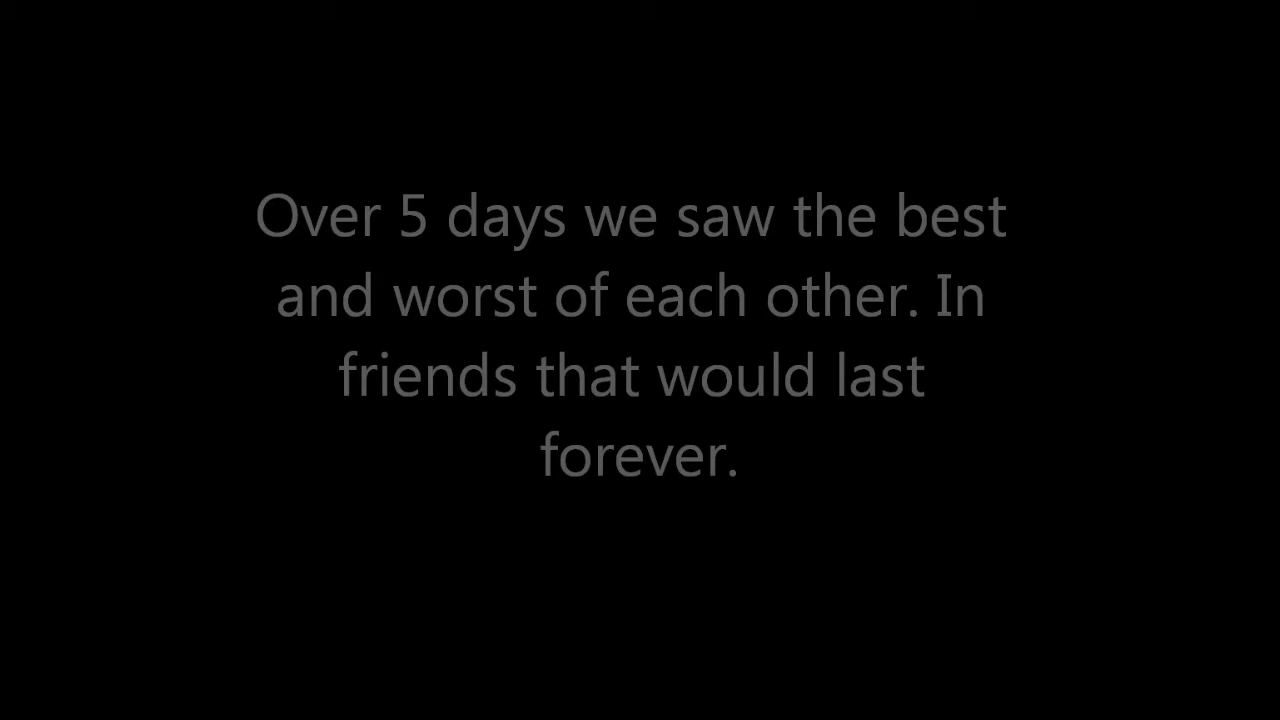 Over 5 days we saw the best
and worst of each other. In
friends that would last
forever.